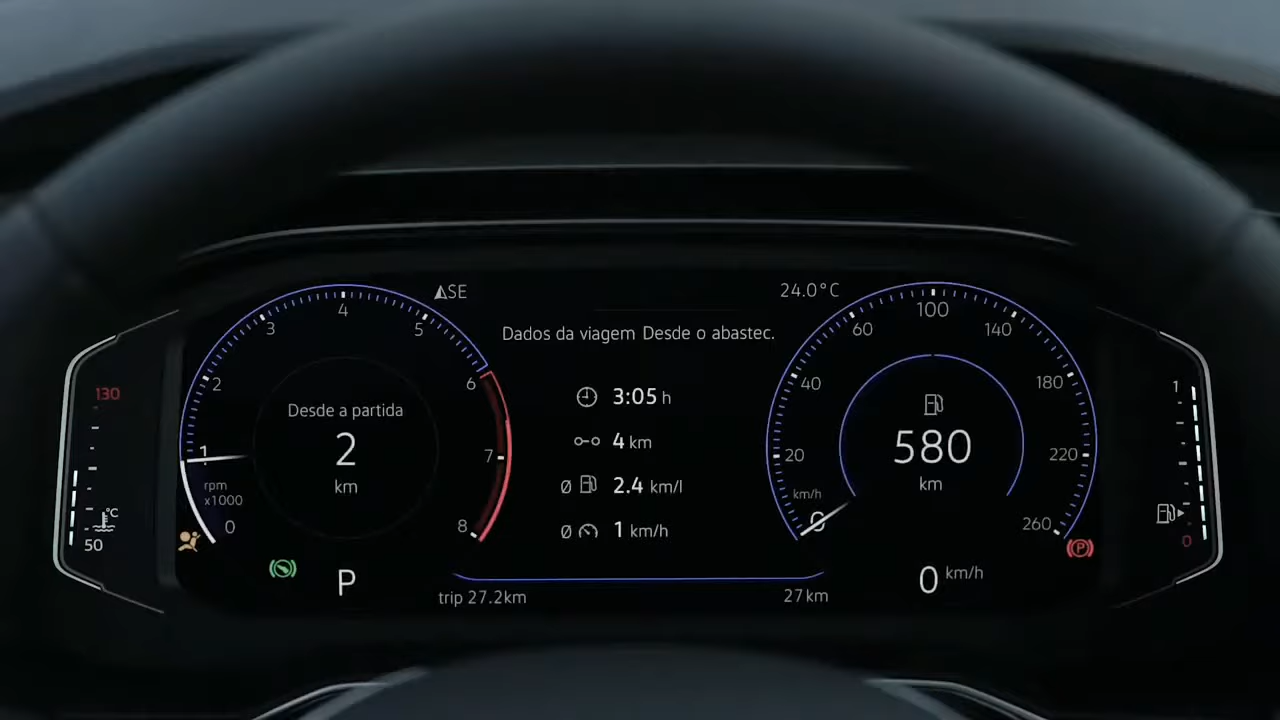 SE
24.0°C
Dados da viagem Desde o abastec.
3:05 h
4 km
Ø 2.4 km/l
Ø 1 km/h
130
°C
50
0
1
2
3
4
5
6
7
8
rpm
x1000
Desde a partida
2
km
P
trip 27.2km
27km
0
20
40
60
100
140
180
220
260
km/h
580
km
0 km/h
P
1
0